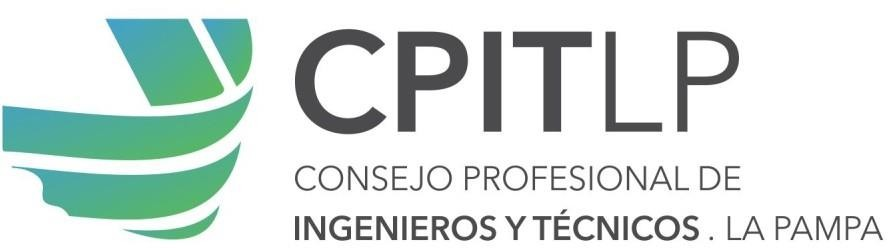 CPITLP
CONSEJO PROFESIONAL DE
INGENIEROS Y TÉCNICOS . LA PAMPA